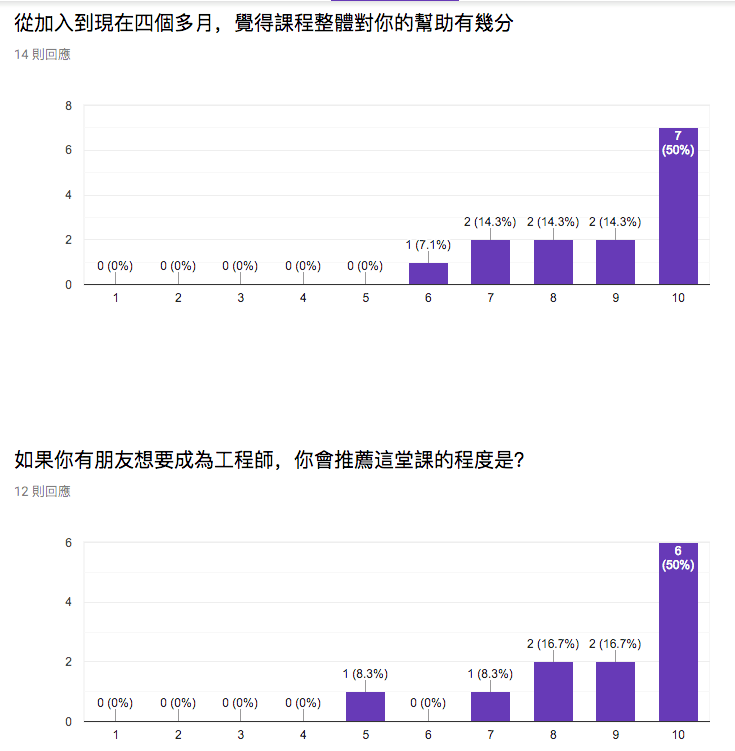 從加入到現在四個多月，覺得課程整體對你的幫助有幾分
14 則回應
8
6
4
2
0
0 (0%) 0 (0%) 0 (0%) 0 (0%) 0 (0%) 1 (7.1%) 2 (14.3%) 2 (14.3%) 2 (14.3%) 7
(50%)
1 2 3 4 5 6 7 8 9 10
如果你有朋友想要成為工程師，你會推薦這堂課的程度是?
12 則回應
6
4
2
0
0 (0%) 0 (0%) 0 (0%) 0 (0%) 1 (8.3%) 0 (0%) 1 (8.3%) 2 (16.7%) 2 (16.7%) 6
(50%)
1 2 3 4 5 6 7 8 9 10